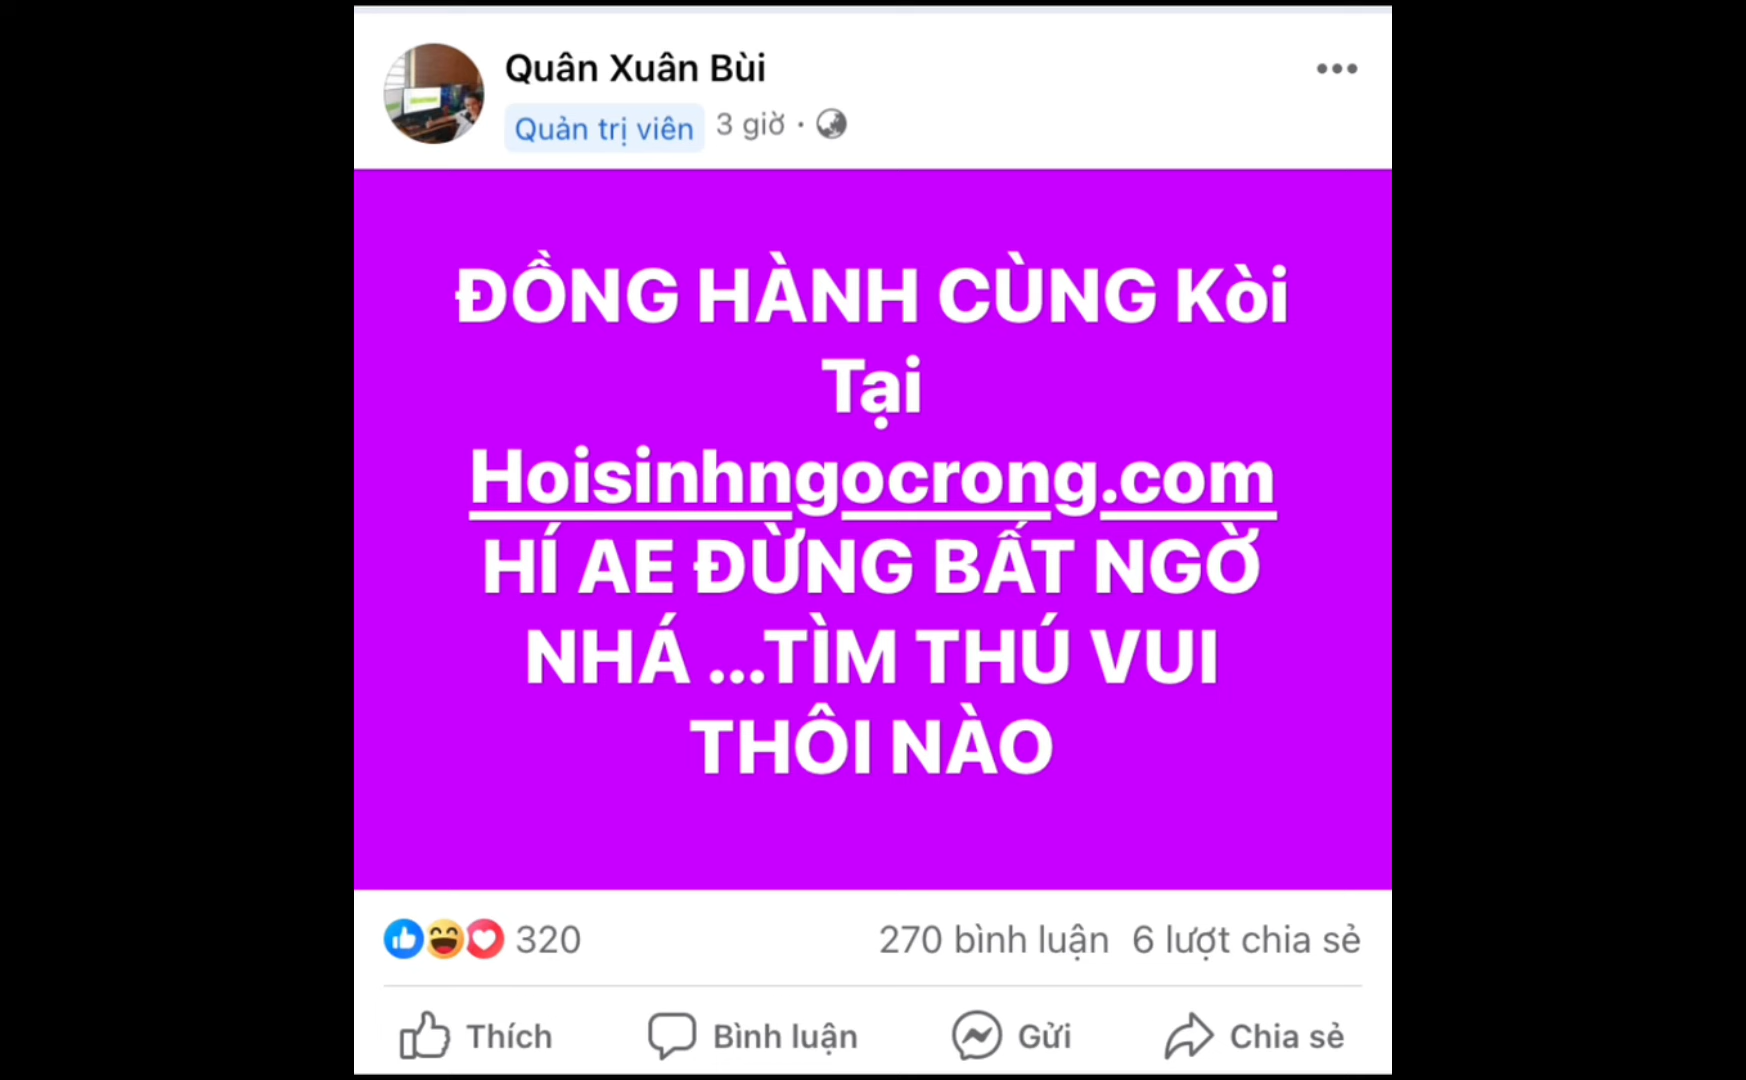 Quân Xuân Bùi
Quản trị viên 3 giờ ·
ĐỒNG HÀNH CÙNG Kòi
Tại
Hoisinhngocrong.com
HÍ AE ĐỪNG BẤT NGỜ
NHÁ ...TÌM THÚ VUI
THÔI NÀO
320 270 bình luận 6 lượt chia sẻ
Thích Bình luận Gửi Chia sẻ